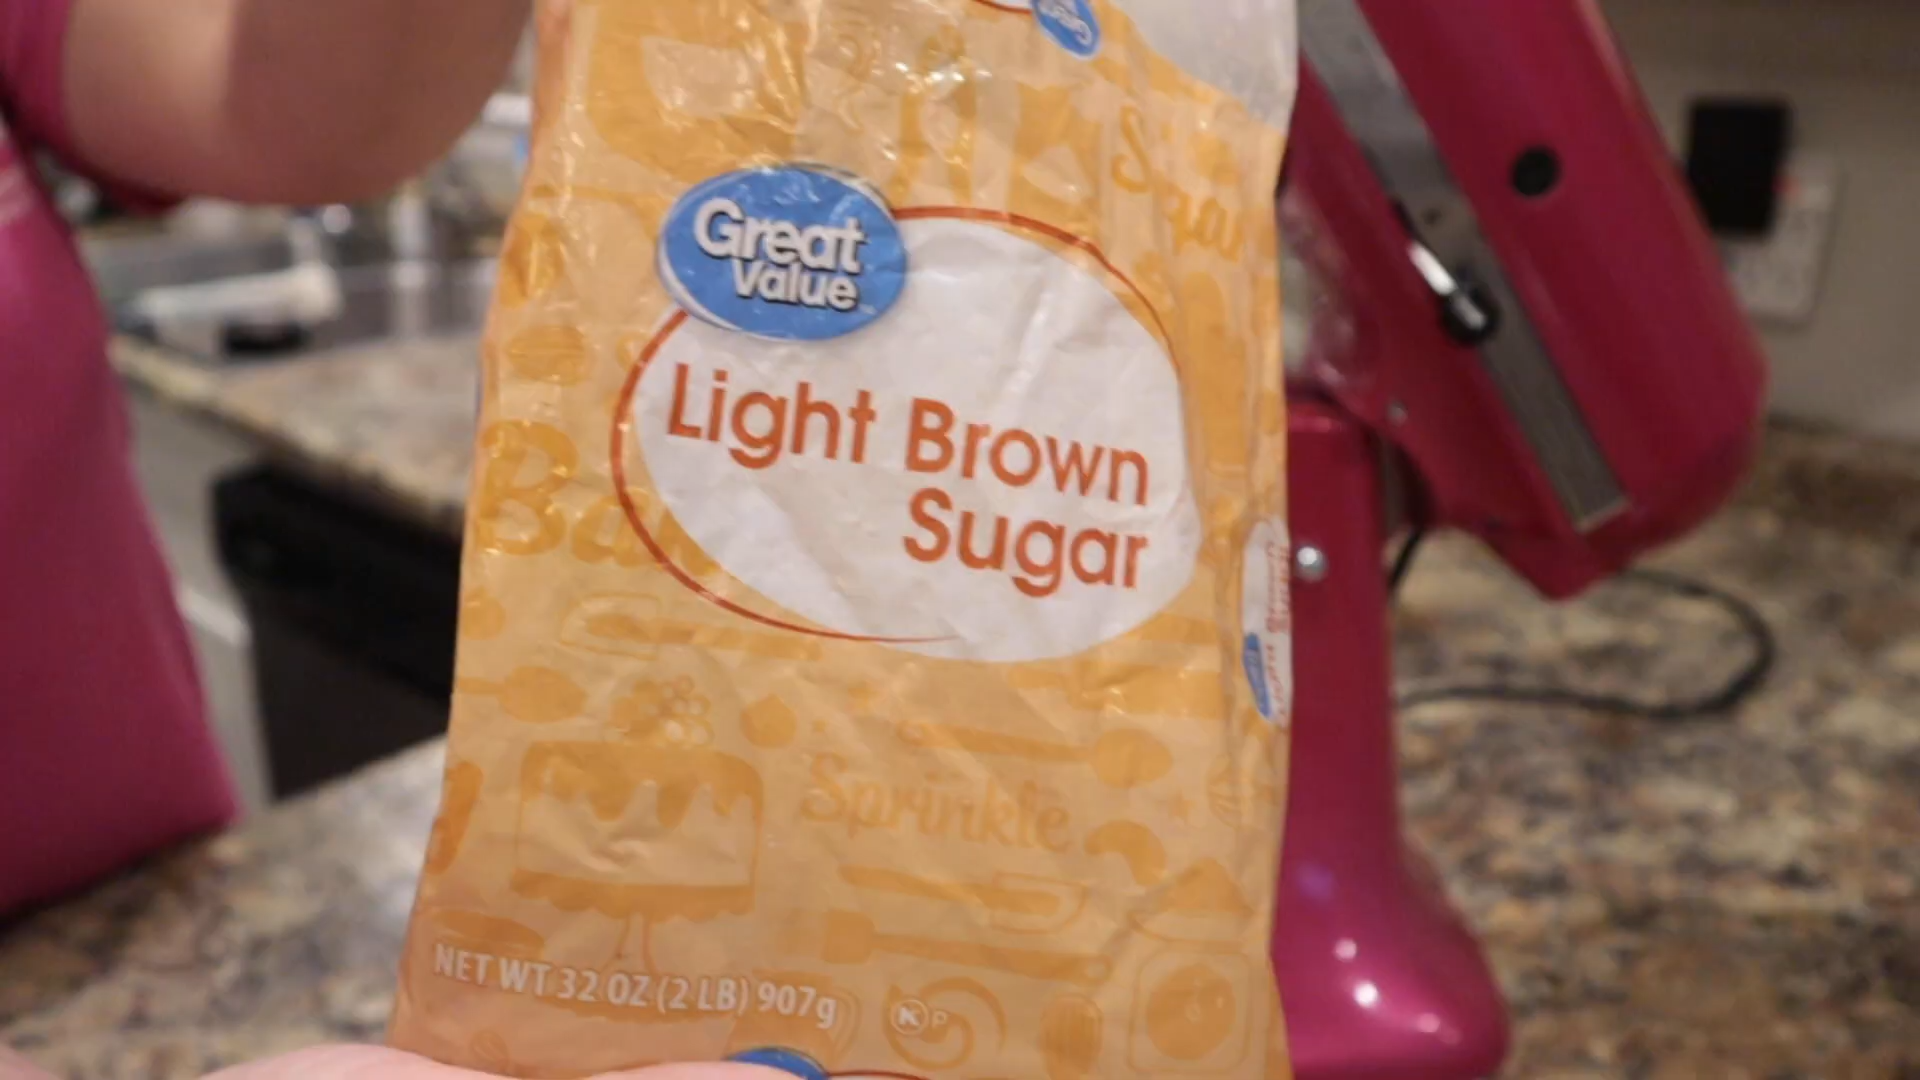 Great
Value
Light Brown
Sugar
Sprinkle
NET WT 32 OZ (2 LB) 907g
K P